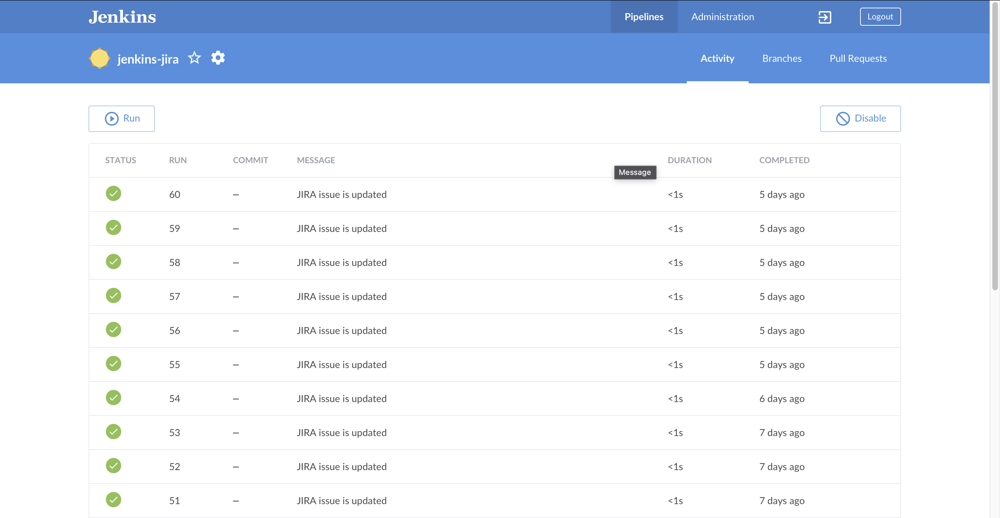 Jenkins Pipelines Administration Logout
jenkins-jira Activity Branches Pull Requests
Run Disable
STATUS RUN COMMIT MESSAGE DURATION COMPLETED
Message
60 – JIRA issue is updated <1s 5 days ago
59 – JIRA issue is updated <1s 5 days ago
58 – JIRA issue is updated <1s 5 days ago
57 – JIRA issue is updated <1s 5 days ago
56 – JIRA issue is updated <1s 5 days ago
55 – JIRA issue is updated <1s 5 days ago
54 – JIRA issue is updated <1s 6 days ago
53 – JIRA issue is updated <1s 7 days ago
52 – JIRA issue is updated <1s 7 days ago
51 – JIRA issue is updated <1s 7 days ago